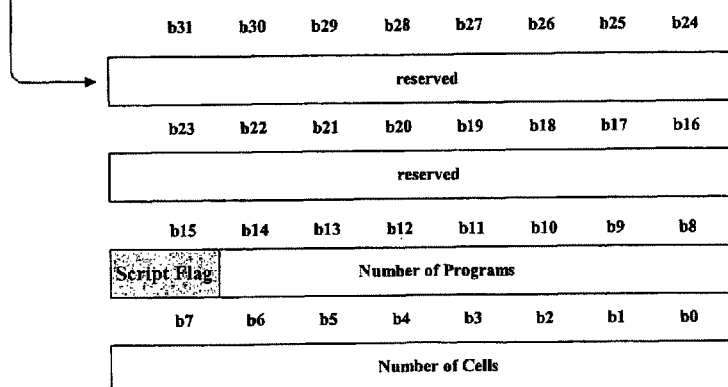 b31 b30 b29 b28 b27 b26 b25 b24
reserved
b23 b22 b21 b20 b19 b18 b17 b16
reserved
b15 b14 b13 b12 b11 b10 b9 b8
Script Flag Number of Programs
b7 b6 b5 b4 b3 b2 b1 b0
Number of Cells